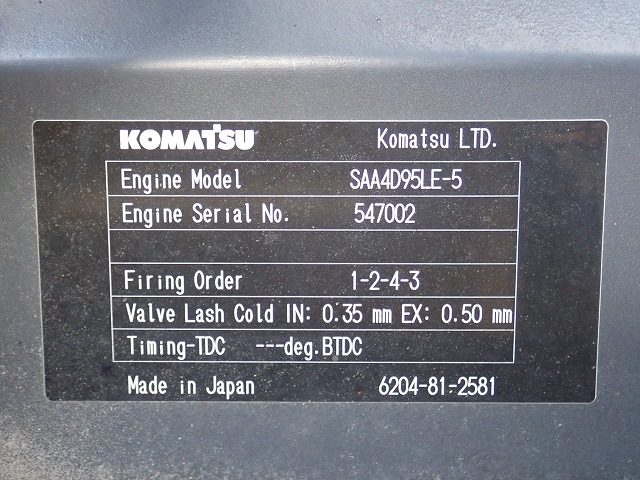 KOMATSU Komatsu LTD.
Engine Model SAA4D95LE-5
Engine Serial No. 547002
Firing Order 1-2-4-3
Valve Lash Cold IN: 0.35 mm EX: 0.50 mm
Timing-TDC ---deg.BTDC
Made in Japan 6204-81-2581